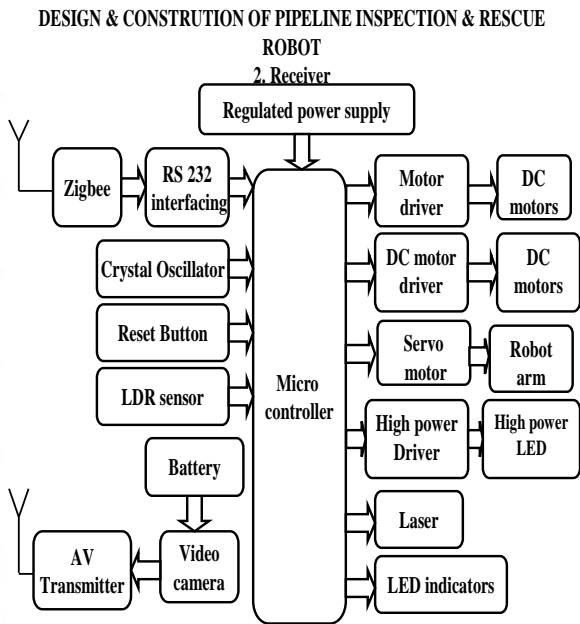 DESIGN & CONSTRUTION OF PIPELINE INSPECTION & RESCUE
ROBOT
2. Receiver
Regulated power supply
Zigbee
RS 232
interfacing
Motor
driver
DC
motors
Crystal Oscillator
DC motor
driver
DC
motors
Reset Button
Servo
motor
Robot
arm
LDR sensor
Micro
controller
High power
Driver
High power
LED
Battery
Laser
AV
Transmitter
Video
camera
LED indicators